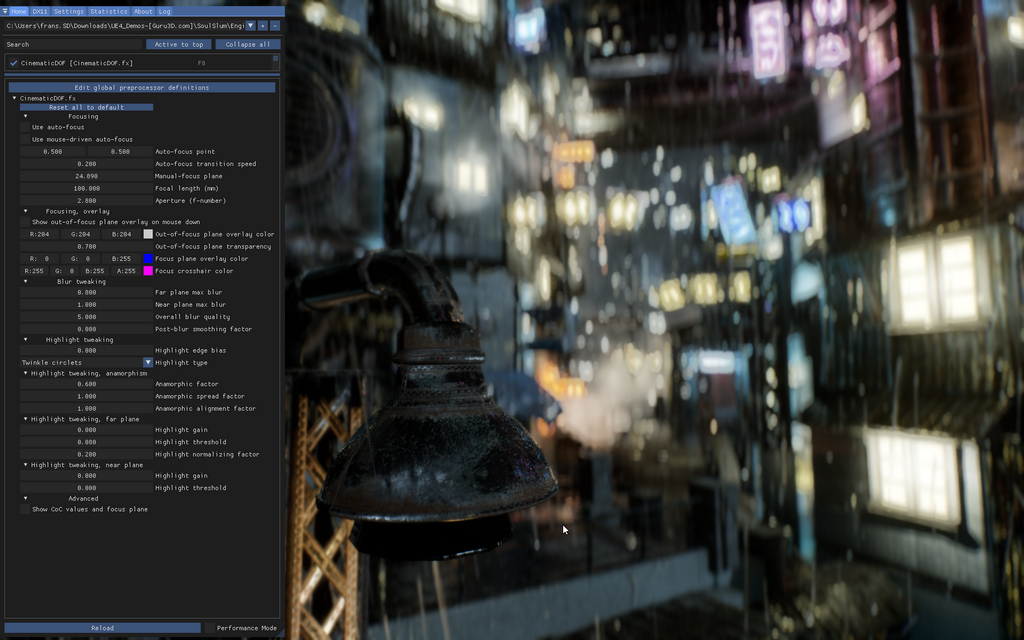 Home DX11 Settings Statistics About Log
C:\Users\frans.SD\Downloads\UE4_Demos-[Guru3D.com]\SoulSlum\Engi
+ -
Search Active to top Collapse all
CinematicDOF [CinematicDOF.fx] F8
Edit global preprocessor definitions
CinematicDOF.fx
Reset all to default
Focusing
Use auto-focus
Use mouse-driven auto-focus
0.500 0.500 Auto-focus point
0.200 Auto-focus transition speed
24.090 Manual-focus plane
100.000 Focal length (mm)
2.800 Aperture (f-number)
Focusing, overlay
Show out-of-focus plane overlay on mouse down
R:204 G:204 B:204 Out-of-focus plane overlay color
0.700 Out-of-focus plane transparency
R: 0 G: 0 B:255 Focus plane overlay color
R:255 G: 0 B:255 A:255 Focus crosshair color
Blur tweaking
0.800 Far plane max blur
1.000 Near plane max blur
5.000 Overall blur quality
0.000 Post-blur smoothing factor
Highlight tweaking
0.000 Highlight edge bias
Twinkle circlets Highlight type
Highlight tweaking, anamorphism
0.600 Anamorphic factor
1.000 Anamorphic spread factor
1.000 Anamorphic alignment factor
Highlight tweaking, far plane
0.000 Highlight gain
0.000 Highlight threshold
0.200 Highlight normalizing factor
Highlight tweaking, near plane
0.000 Highlight gain
0.000 Highlight threshold
Advanced
Show CoC values and focus plane
Reload Performance Mode